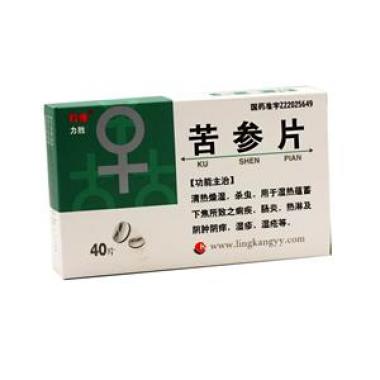 力胜
40片
国药准字Z22025649
苦参片
KU SHEN PIAN
【功能主治】
清热燥湿，杀虫。用于湿热蕴蓄
下焦所致之痢疾，肠炎，热淋及
阴肿阴痒，湿疹，湿疮等。
www.lingkangyy.com